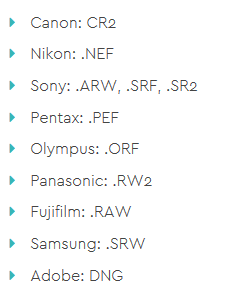 Canon: CR2
Nikon: .NEF
Sony: .ARW, .SRF, .SR2
Pentax: .PEF
Olympus: .ORF
Panasonic: .RW2
Fujifilm: .RAW
Samsung: .SRW
Adobe: DNG